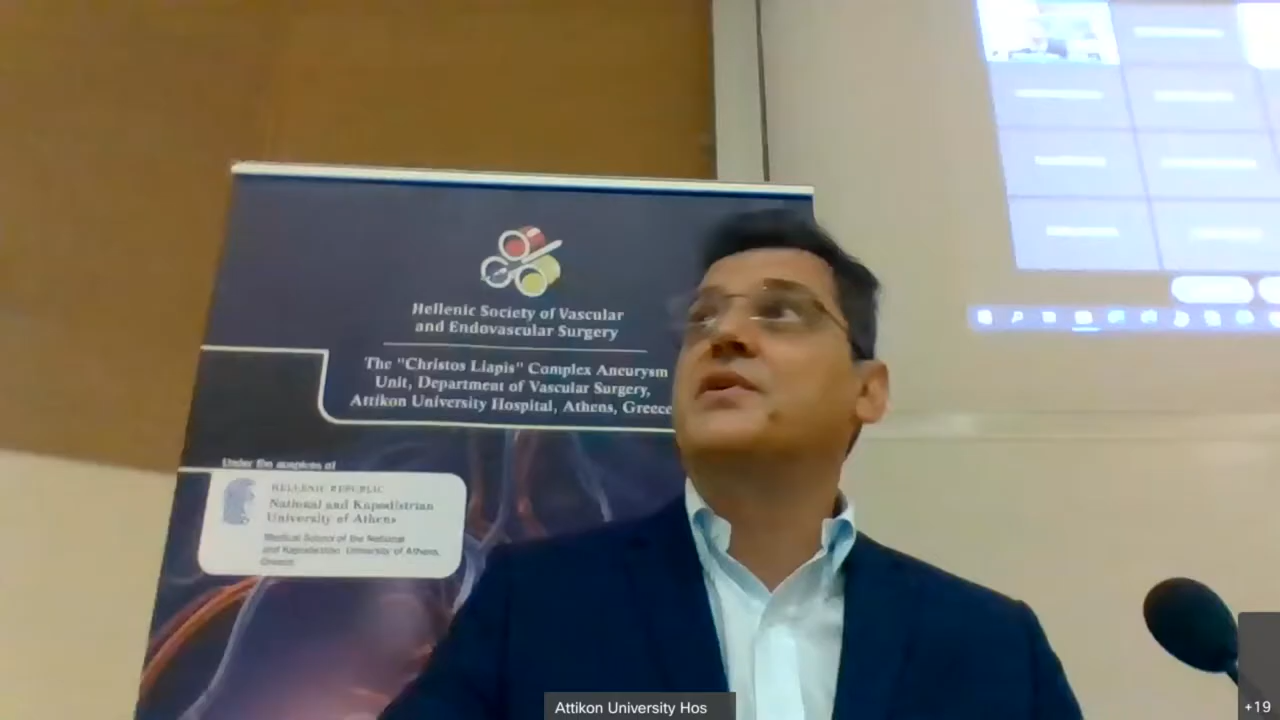 Hellenic Society of Vascular
and Endovascular Surgery
The "Christos Liapis" Complex Aneurysm
Unit, Department of Vascular Surgery,
Attikon University Hospital, Athens, Greece
Under the auspices of
HELLENIC REPUBLIC
National and Kapodistrian
University of Athens
Medical School of the National
and Kapodistrian University of Athens,
Greece
Attikon University Hos
+19